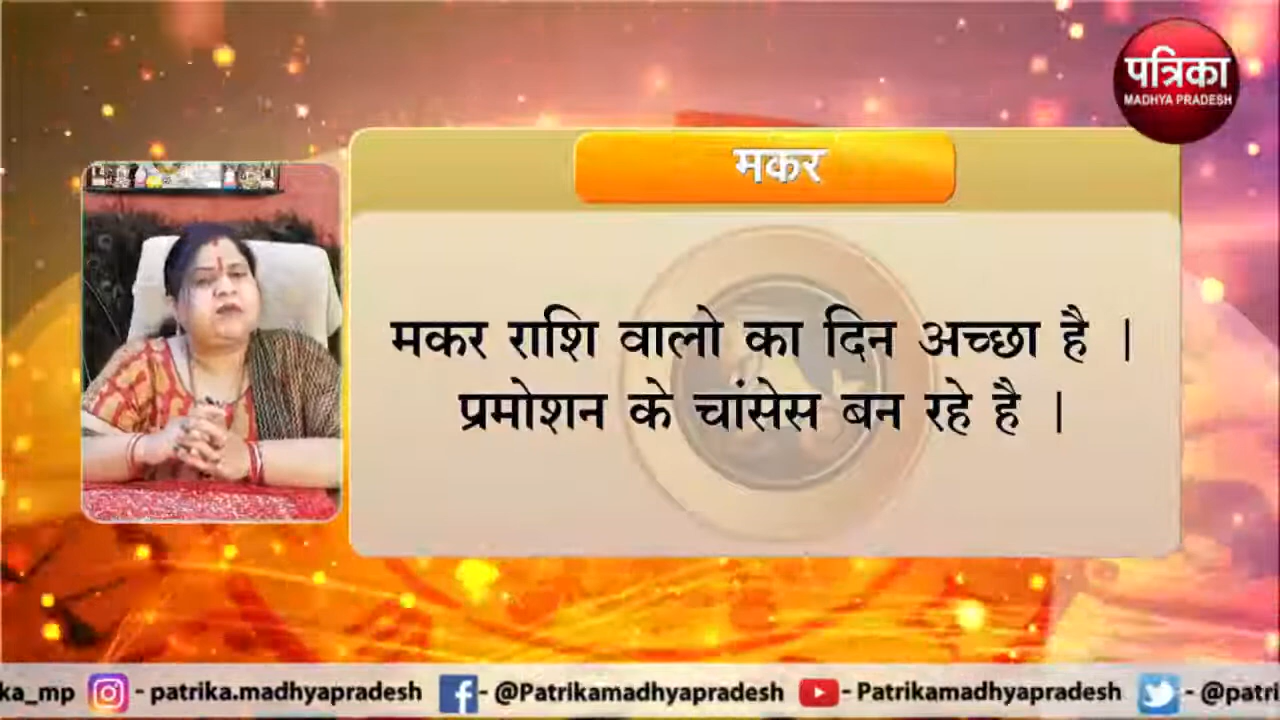 पत्रिका
MADHYA PRADESH
मकर
मकर राशि वालो का दिन अच्छा है |
प्रमोशन के चांसेस बन रहे है |
ka_mp - patrika.madhyapradesh - @Patrikamadhyapradesh - Patrikamadhyapradesh - @patri